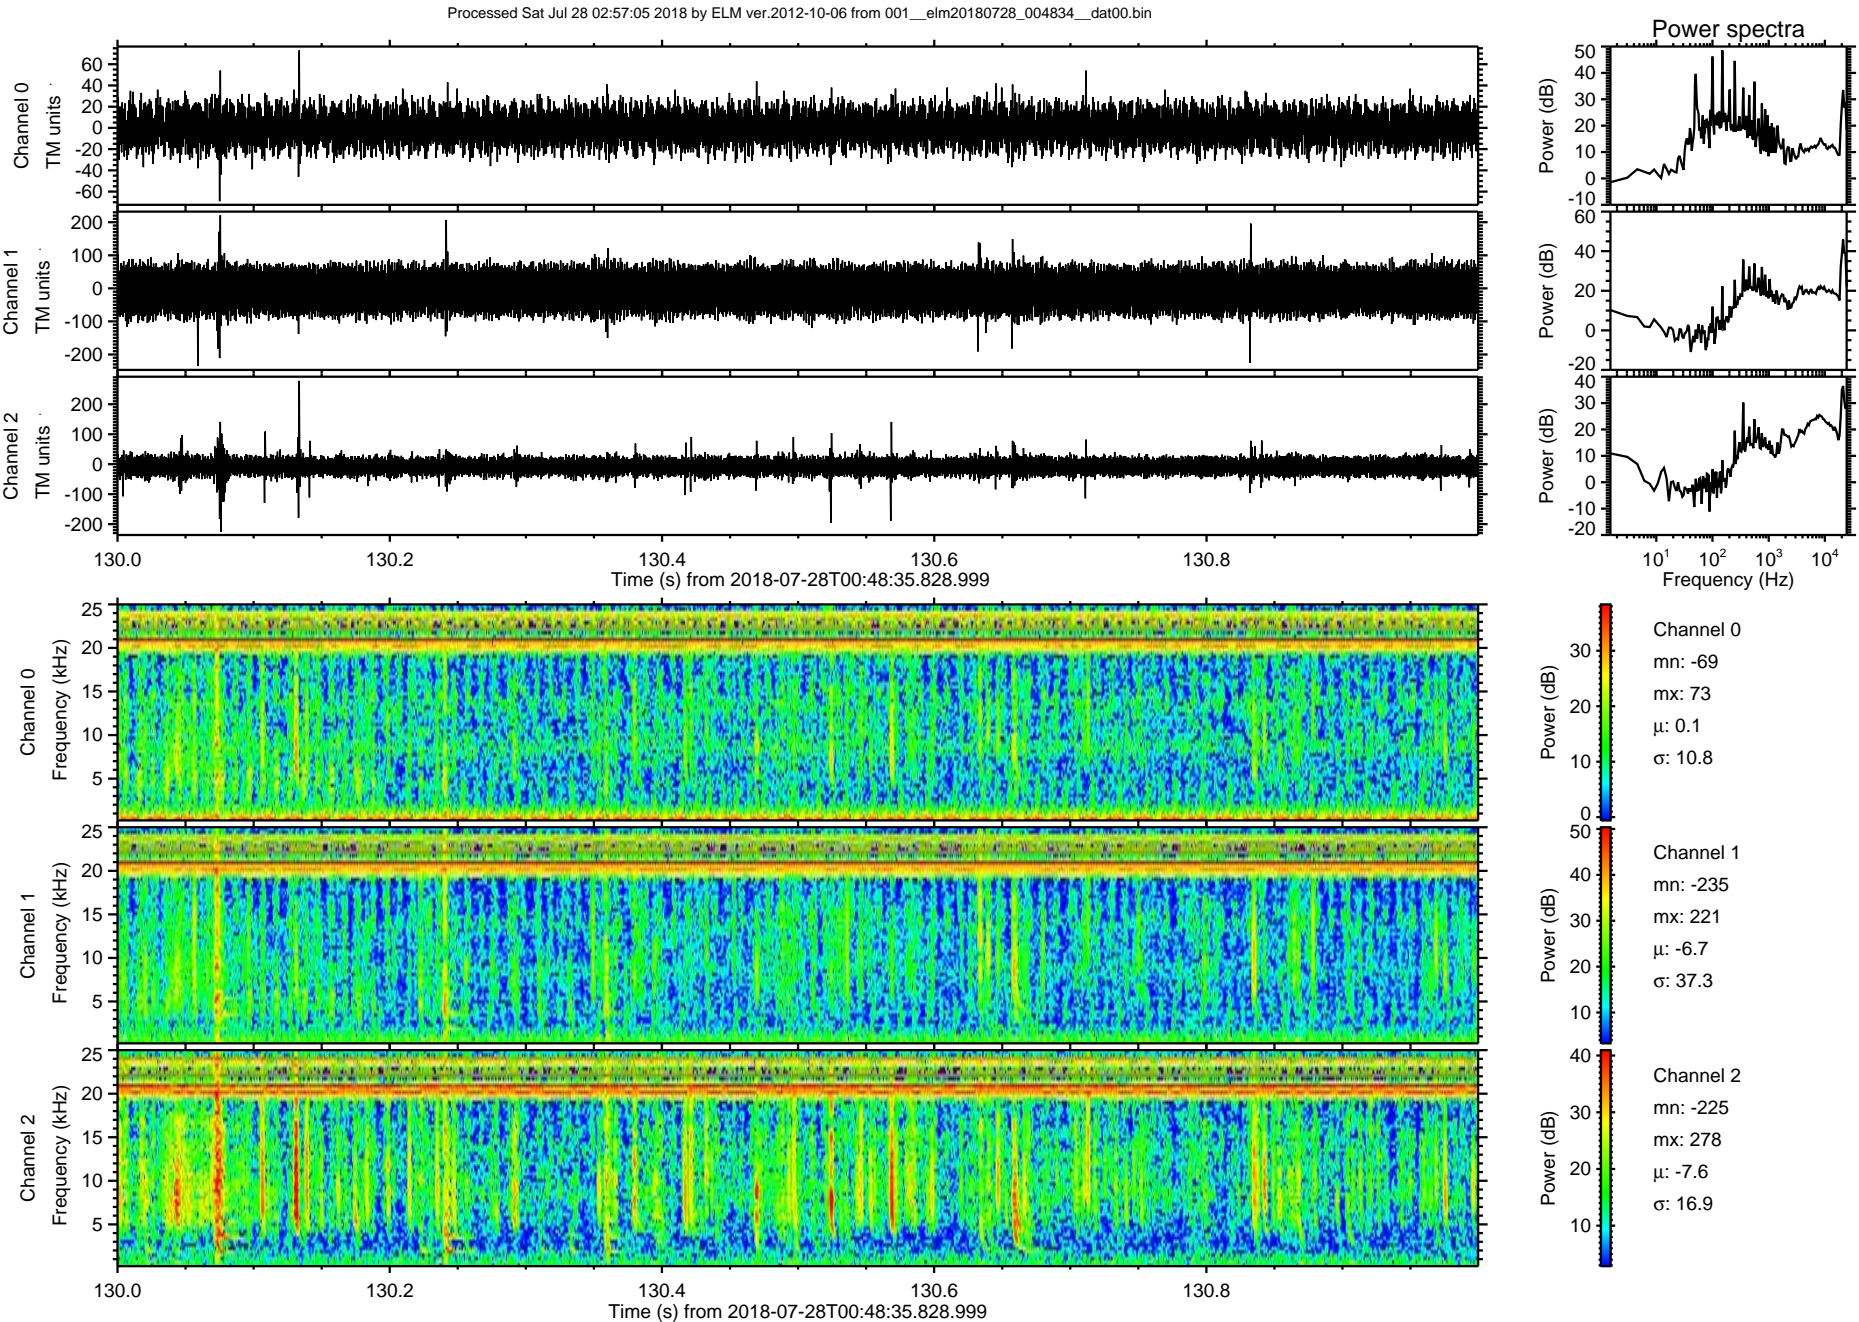 Processed Sat Jul 28 02:57:05 2018 by ELM ver.2012-10-06 from 001__elm20180728_004834__dat00.bin
Power spectra
Channel 0
TM units
60
40
20
0
-20
-40
-60
Power (dB)
50
40
30
20
10
0
-10
Channel 1
TM units
200
100
0
-100
-200
Power (dB)
60
40
20
0
-20
Channel 2
TM units
200
100
0
-100
-200
Power (dB)
40
30
20
10
0
-10
-20
130.0 130.2 130.4 130.6 130.8
Time (s) from 2018-07-28T00:48:35.828.999
10^1 10^2 10^3 10^4
Frequency (Hz)
Channel 0
Frequency (kHz)
25
20
15
10
5
Power (dB)
30
20
10
0
Channel 0
mn: -69
mx: 73
μ: 0.1
σ: 10.8
Channel 1
Frequency (kHz)
25
20
15
10
5
Power (dB)
50
40
30
20
10
Channel 1
mn: -235
mx: 221
μ: -6.7
σ: 37.3
Channel 2
Frequency (kHz)
25
20
15
10
5
Power (dB)
40
30
20
10
Channel 2
mn: -225
mx: 278
μ: -7.6
σ: 16.9
130.0 130.2 130.4 130.6 130.8
Time (s) from 2018-07-28T00:48:35.828.999